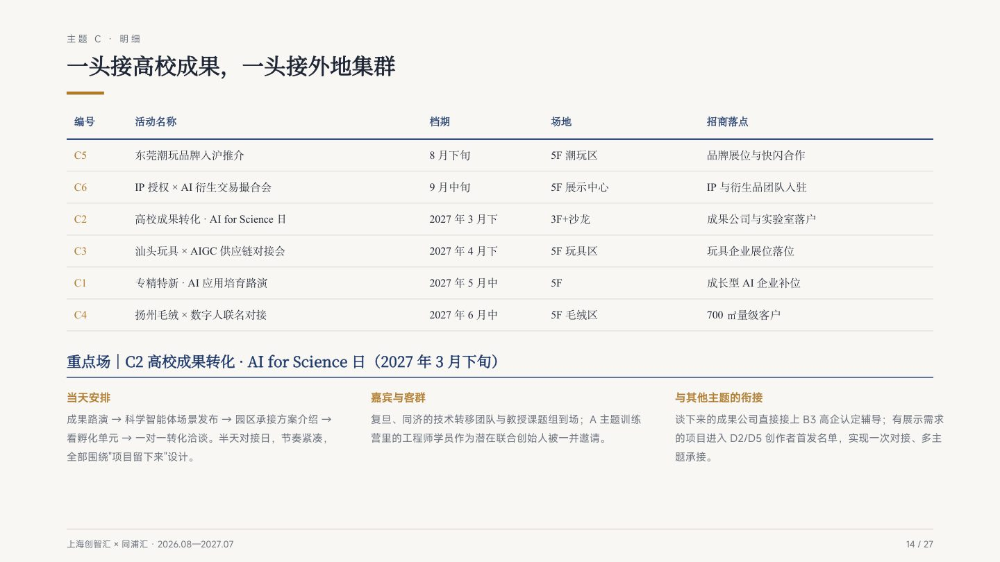 主题 C · 明细
一头接高校成果，一头接外地集群
编号 活动名称 档期 场地 招商落点
C5 东莞潮玩品牌入沪推介 8 月下旬 5F 潮玩区 品牌展位与快闪合作
C6 IP 授权 × AI 衍生交易撮合会 9 月中旬 5F 展示中心 IP 与衍生品团队入驻
C2 高校成果转化 · AI for Science 日 2027 年 3 月下 3F+沙龙 成果公司与实验室落户
C3 汕头玩具 × AIGC 供应链对接会 2027 年 4 月下 5F 玩具区 玩具企业展位落位
C1 专精特新 · AI 应用培育路演 2027 年 5 月中 5F 成长型 AI 企业补位
C4 扬州毛绒 × 数字人联名对接 2027 年 6 月中 5F 毛绒区 700 ㎡量级客户
重点场｜C2 高校成果转化 · AI for Science 日（2027 年 3 月下旬）
当天安排
成果路演 → 科学智能体场景发布 → 园区承接方案介绍 →
看孵化单元 → 一对一转化洽谈。半天对接日，节奏紧凑，
全部围绕"项目留下来"设计。
嘉宾与客群
复旦、同济的技术转移团队与教授课题组到场；A 主题训练
营里的工程师学员作为潜在联合创始人被一并邀请。
与其他主题的衔接
谈下来的成果公司直接接上 B3 高企认定辅导；有展示需求
的项目进入 D2/D5 创作者首发名单，实现一次对接、多主
题承接。
上海创智汇 × 同浦汇 · 2026.08—2027.07
14 / 27